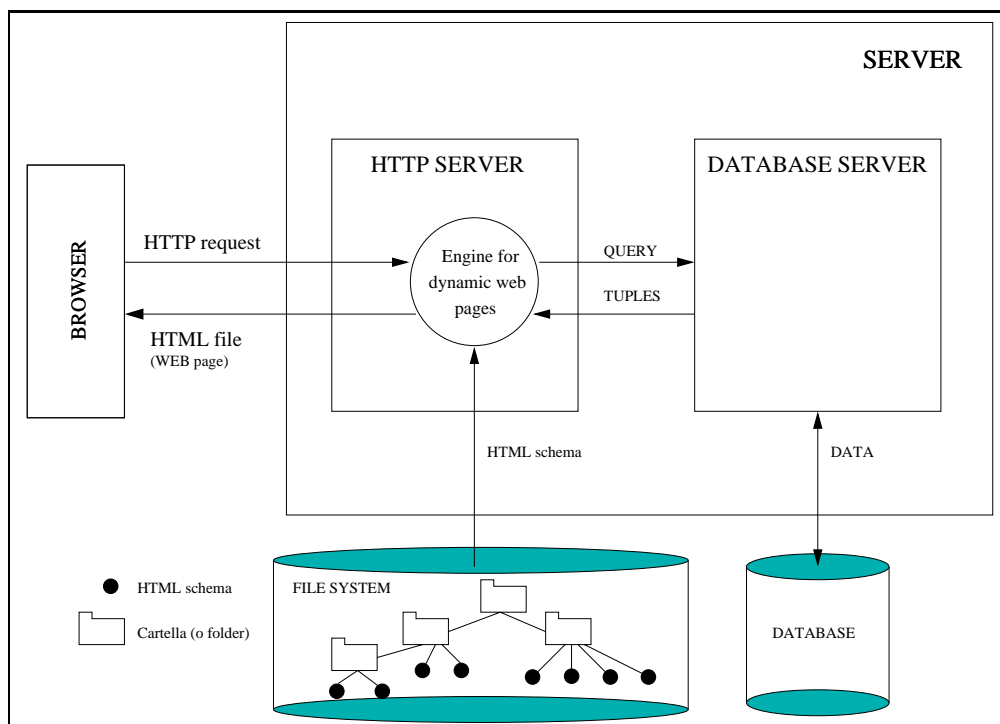 SERVER
HTTP SERVER
DATABASE SERVER
BROWSER
HTTP request
HTML file
(WEB page)
Engine for
dynamic web
pages
QUERY
TUPLES
HTML schema
DATA
HTML schema
Cartella (o folder)
FILE SYSTEM
DATABASE